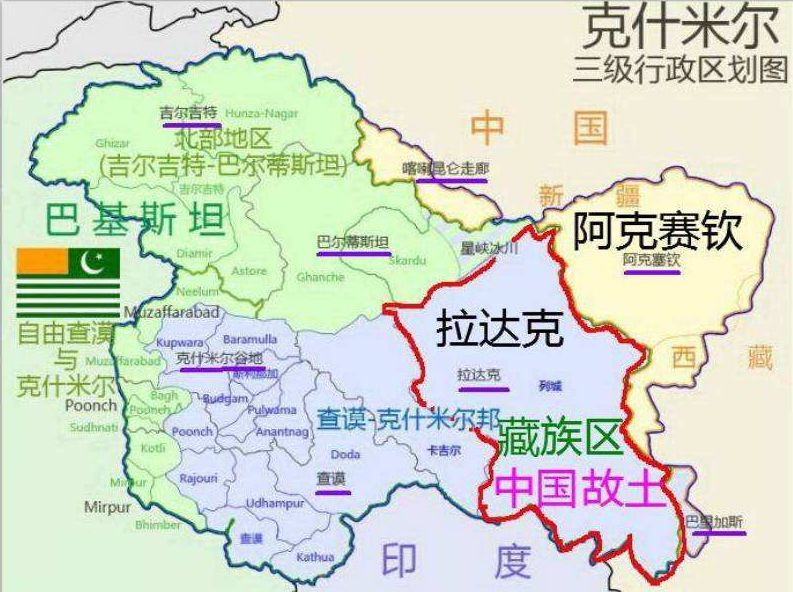 克什米尔
三级行政区划图
中国
吉尔吉特
Hunza-Nagar
北部地区
Ghizar
(吉尔吉特-巴尔蒂斯坦)
喀喇昆仑走廊
吉尔吉特
新疆
巴基斯坦
阿克赛钦
巴尔蒂斯坦
星峡冰川
Diamir
Skardu
阿克塞钦
Astore
Ghanche
Neelum
Muzaffarabad
自由查谟
与
克什米尔
拉达克
Kupwara
Baramulla
克什米尔谷地
Muzaffarabad
斯利那加
拉达克
列城
西藏
Bagh
Budgam
Poonch
Pooneh
Pulwama
Sudhnati
Poonch
Anantnag
查谟-克什米尔邦
藏族区
Kotli
Doda
卡吉尔
Mirpur
Rajouri
查谟
中国故土
Mirpur
Udhampur
Bhimber
巴里加斯
查谟
Kathua
印度